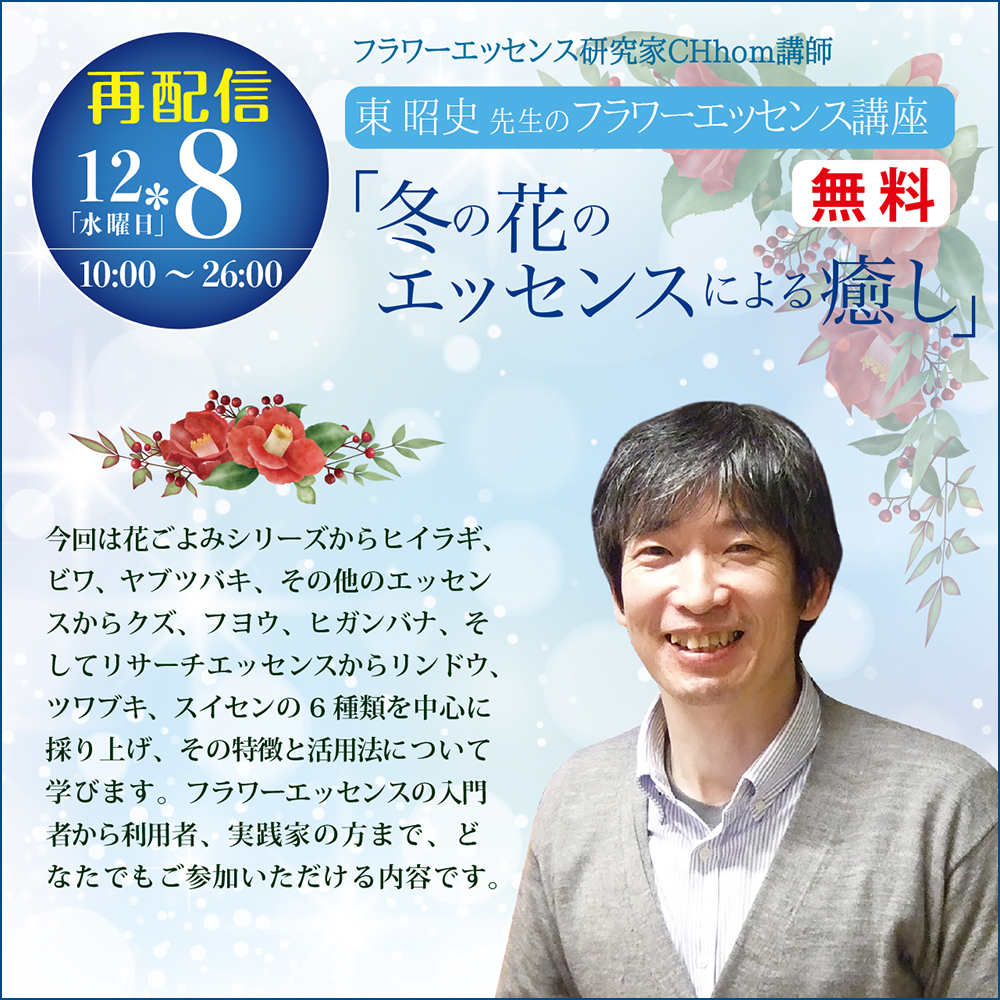 再配信
12*8
「水曜日」
10:00 ～ 26:00
フラワーエッセンス研究家CHhom講師
東 昭史 先生のフラワーエッセンス講座
無料
「冬の花の
エッセンスによる癒し」
今回は花ごよみシリーズからヒイラギ、
ビワ、ヤブツバキ、その他のエッセン
スからクズ、フヨウ、ヒガンバナ、そ
してリサーチエッセンスからリンドウ、
ツワブキ、スイセンの 6 種類を中心に
採り上げ、その特徴と活用法について
学びます。フラワーエッセンスの入門
者から利用者、実践家の方まで、ど
なたでもご参加いただける内容です。